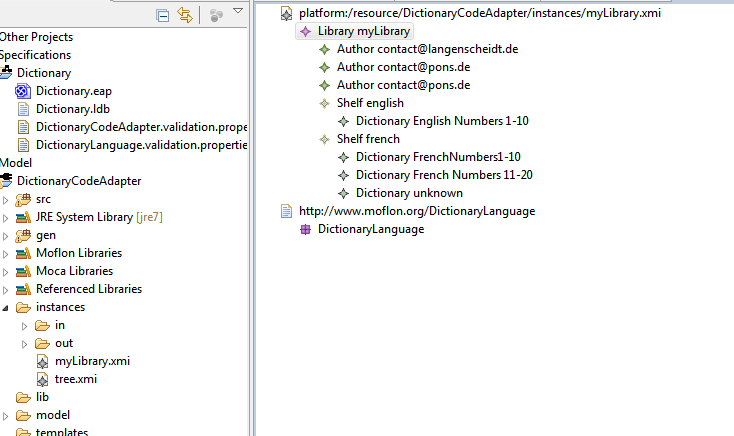 Other Projects
Specifications
Dictionary
Dictionary.eap
Dictionary.ldb
DictionaryCodeAdapter.validation.prope
DictionaryLanguage.validation.propertie
Model
DictionaryCodeAdapter
src
JRE System Library [jre7]
gen
Moflon Libraries
Moca Libraries
Referenced Libraries
instances
in
out
myLibrary.xmi
tree.xmi
lib
model
templates
platform:/resource/DictionaryCodeAdapter/instances/myLibrary.xmi
Library myLibrary
Author contact@langenscheidt.de
Author contact@pons.de
Author contact@pons.de
Shelf english
Dictionary English Numbers 1-10
Shelf french
Dictionary FrenchNumbers1-10
Dictionary French Numbers 11-20
Dictionary unknown
http://www.moflon.org/DictionaryLanguage
DictionaryLanguage